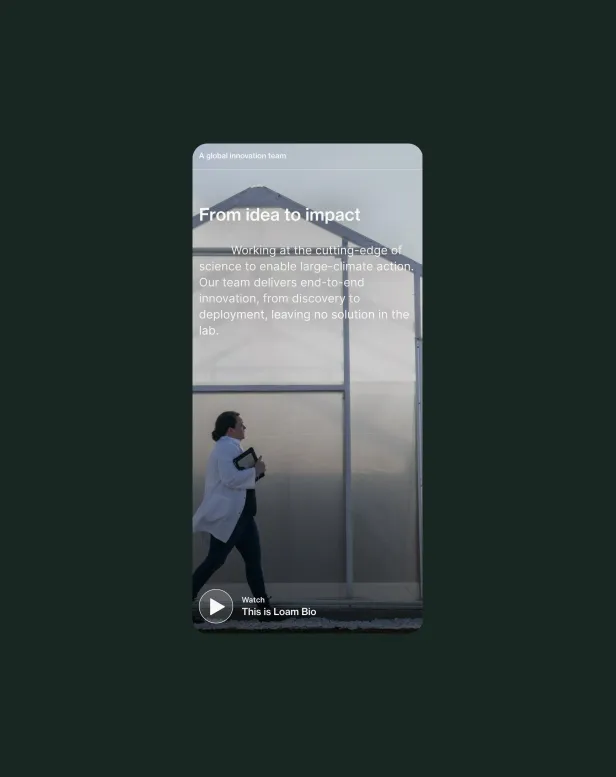 A global innovation team
From idea to impact
Working at the cutting-edge of
science to enable large-climate action.
Our team delivers end-to-end
innovation, from discovery to
deployment, leaving no solution in the
lab.
Watch
This is Loam Bio